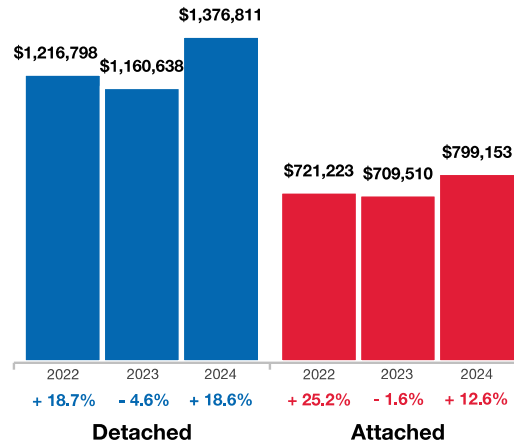 $1,376,811
$1,216,798
$1,160,638
$799,153
$721,223
$709,510
2022 2023 2024 2022 2023 2024
+ 18.7% - 4.6% + 18.6% + 25.2% - 1.6% + 12.6%
Detached Attached